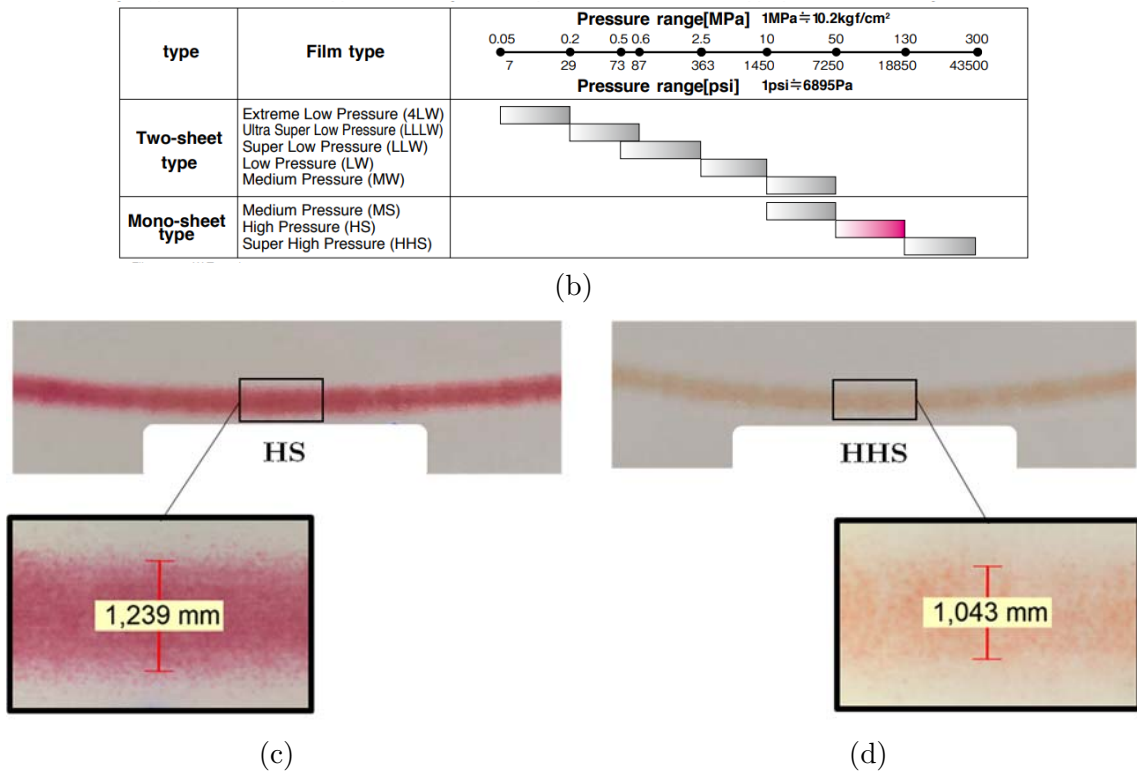 Pressure range[MPa] 1MPa≒10.2kgf/cm²
type Film type 0.05 0.2 0.5 0.6 2.5 10 50 130 300
7 29 73 87 363 1450 7250 18850 43500
Pressure range[psi] 1psi≒6895Pa
Two-sheet type
Extreme Low Pressure (4LW)
Ultra Super Low Pressure (LLLW)
Super Low Pressure (LLW)
Low Pressure (LW)
Medium Pressure (MW)
Mono-sheet type
Medium Pressure (MS)
High Pressure (HS)
Super High Pressure (HHS)
(b)
HS HHS
1,239 mm 1,043 mm
(c) (d)